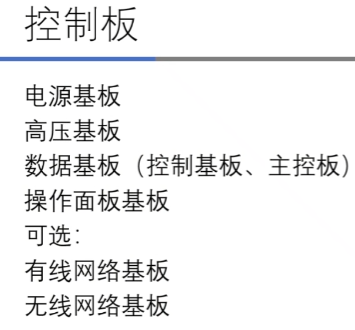 控制板
电源基板
高压基板
数据基板（控制基板、主控板）
操作面板基板
可选：
有线网络基板
无线网络基板